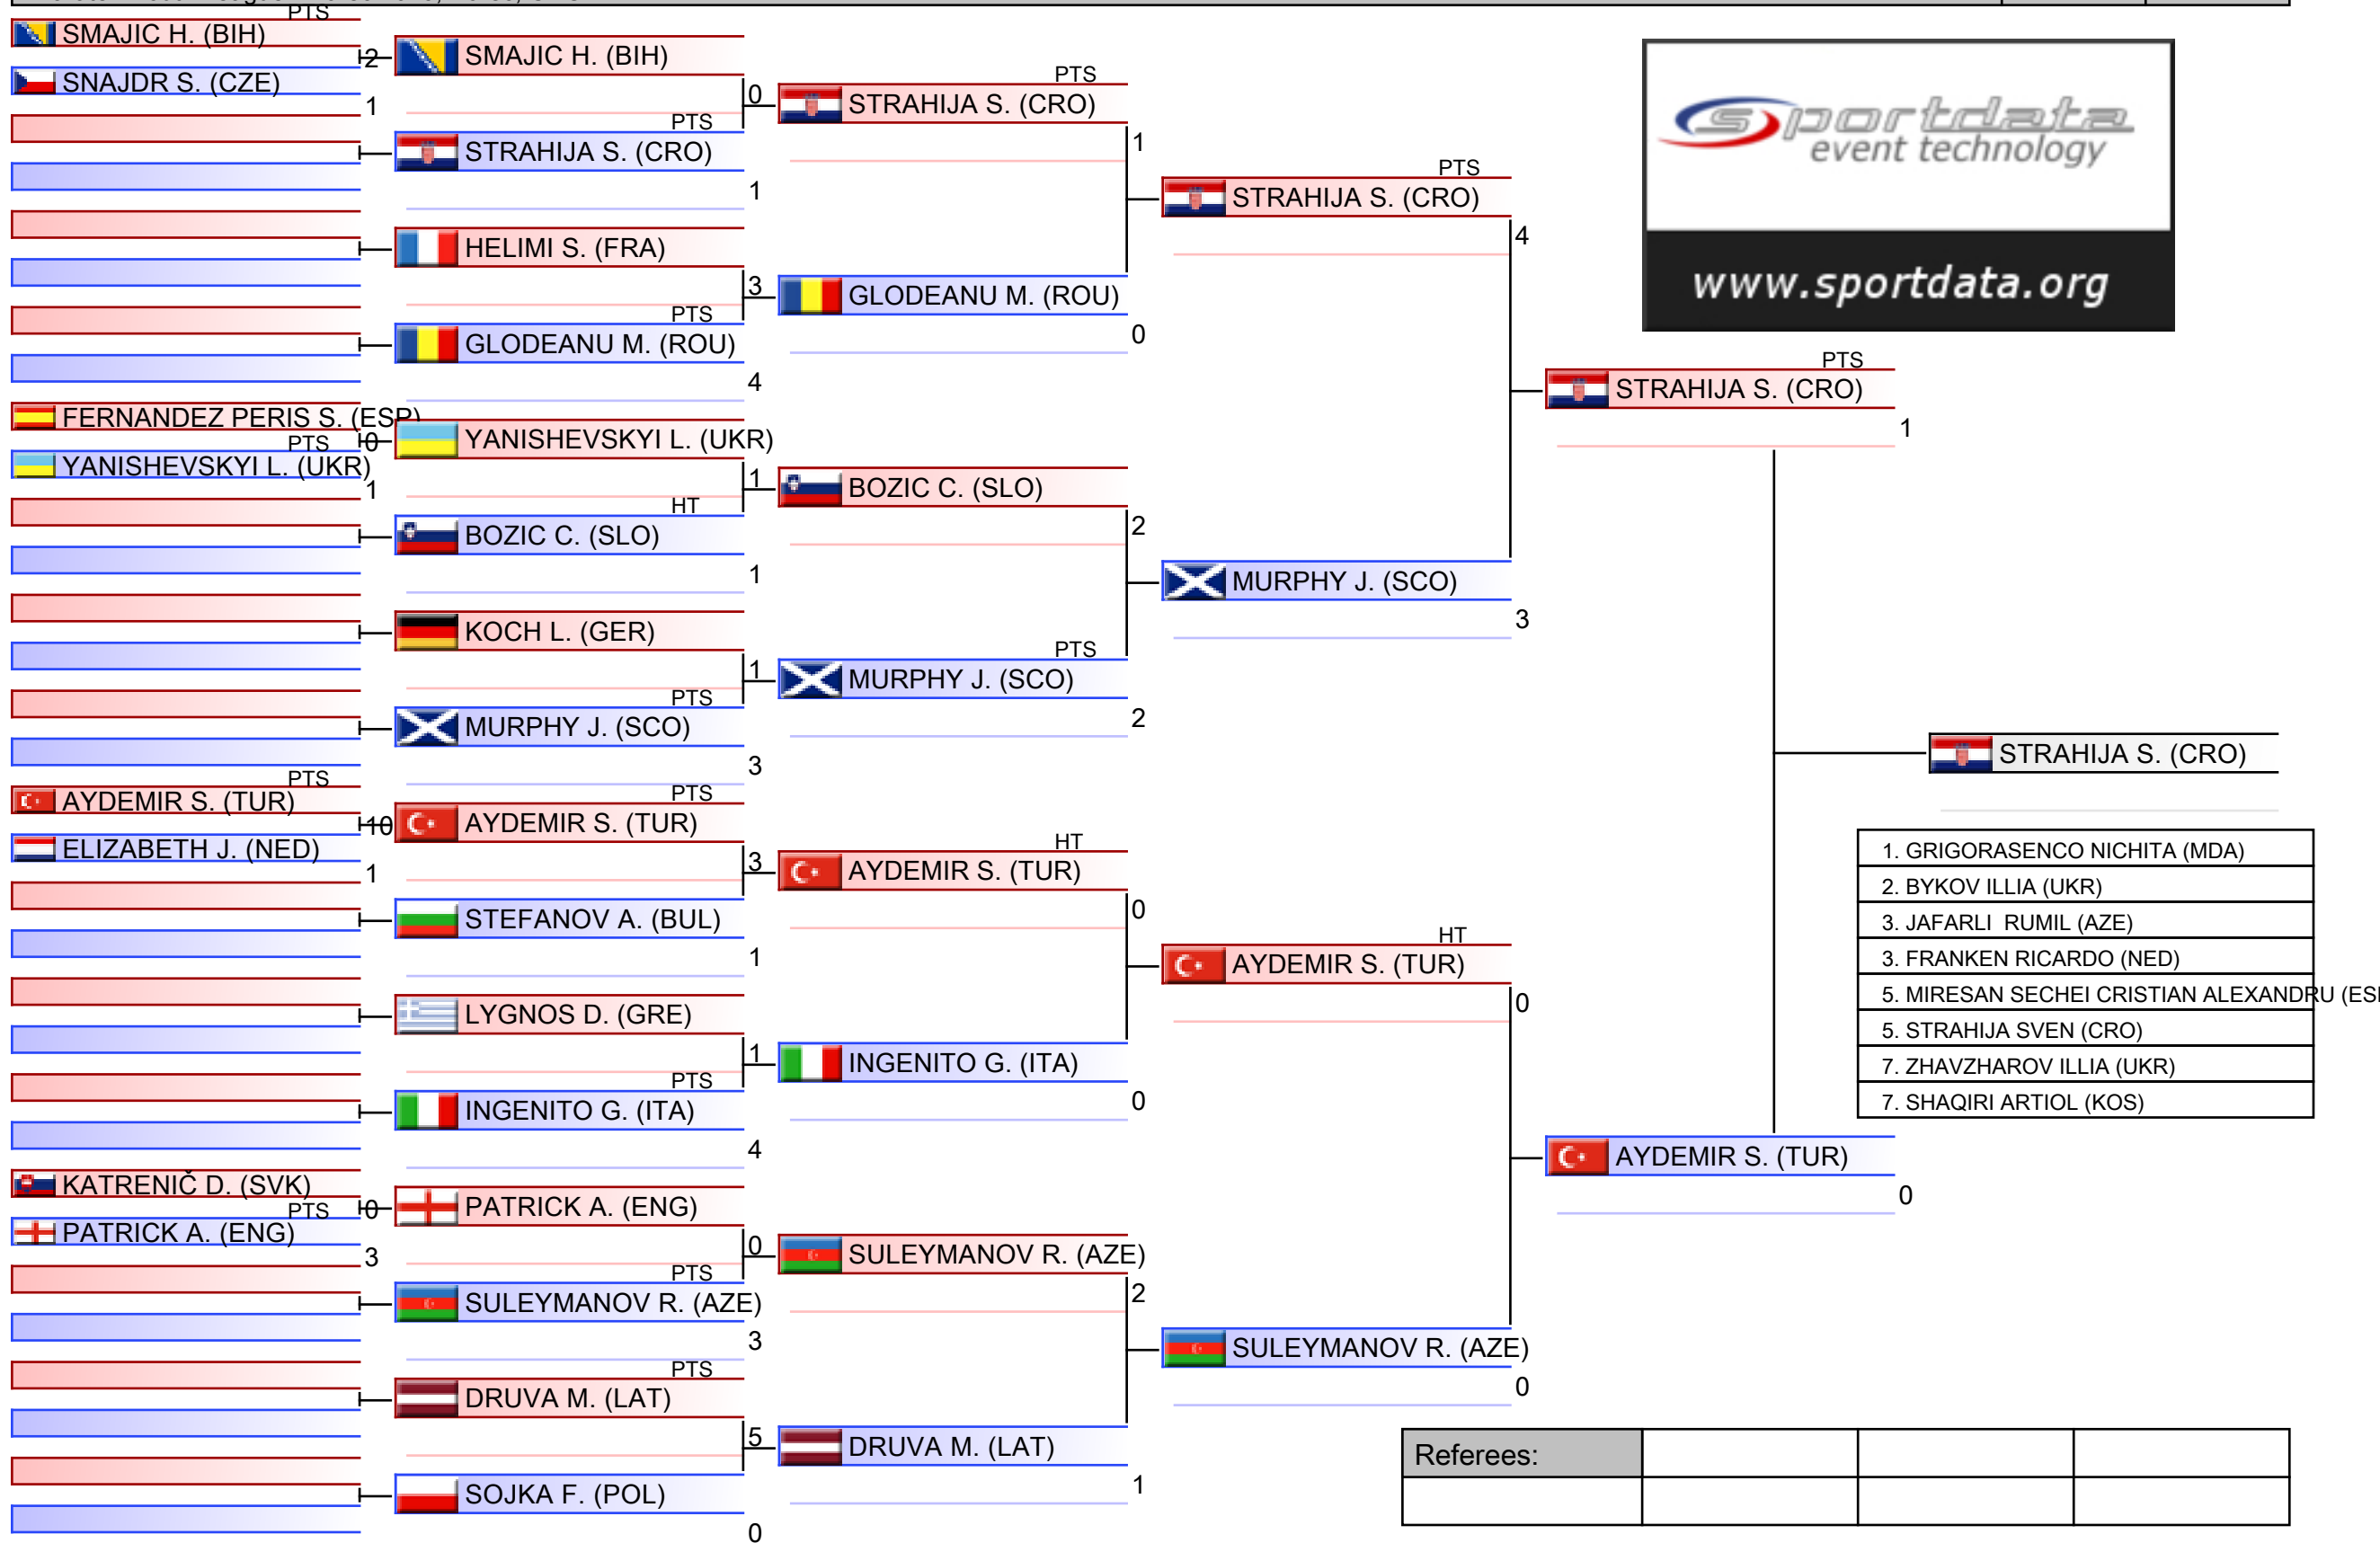 PTS
SMAJIC H. (BIH)
2
SNAJDR S. (CZE)
1
FERNANDEZ PERIS S. (ESP)
PTS
0
YANISHEVSKYI L. (UKR)
1
PTS
AYDEMIR S. (TUR)
10
ELIZABETH J. (NED)
1
KATRENIČ D. (SVK)
PTS
0
PATRICK A. (ENG)
3
SMAJIC H. (BIH)
0
PTS
STRAHIJA S. (CRO)
1
HELIMI S. (FRA)
3
PTS
GLODEANU M. (ROU)
4
YANISHEVSKYI L. (UKR)
1
HT
BOZIC C. (SLO)
1
KOCH L. (GER)
1
PTS
MURPHY J. (SCO)
3
PTS
AYDEMIR S. (TUR)
3
STEFANOV A. (BUL)
1
LYGNOS D. (GRE)
1
PTS
INGENITO G. (ITA)
4
PATRICK A. (ENG)
0
PTS
SULEYMANOV R. (AZE)
3
PTS
DRUVA M. (LAT)
5
SOJKA F. (POL)
0
PTS
STRAHIJA S. (CRO)
1
GLODEANU M. (ROU)
0
BOZIC C. (SLO)
2
PTS
MURPHY J. (SCO)
2
HT
AYDEMIR S. (TUR)
0
INGENITO G. (ITA)
0
SULEYMANOV R. (AZE)
2
DRUVA M. (LAT)
1
PTS
STRAHIJA S. (CRO)
4
MURPHY J. (SCO)
3
HT
AYDEMIR S. (TUR)
0
SULEYMANOV R. (AZE)
0
PTS
STRAHIJA S. (CRO)
1
AYDEMIR S. (TUR)
0
STRAHIJA S. (CRO)
sportdata
event technology
www.sportdata.org
1. GRIGORASENCO NICHITA (MDA)
2. BYKOV ILLIA (UKR)
3. JAFARLI RUMIL (AZE)
3. FRANKEN RICARDO (NED)
5. MIRESAN SECHEI CRISTIAN ALEXANDRU (ES
5. STRAHIJA SVEN (CRO)
7. ZHAVZHAROV ILLIA (UKR)
7. SHAQIRI ARTIOL (KOS)
Referees: